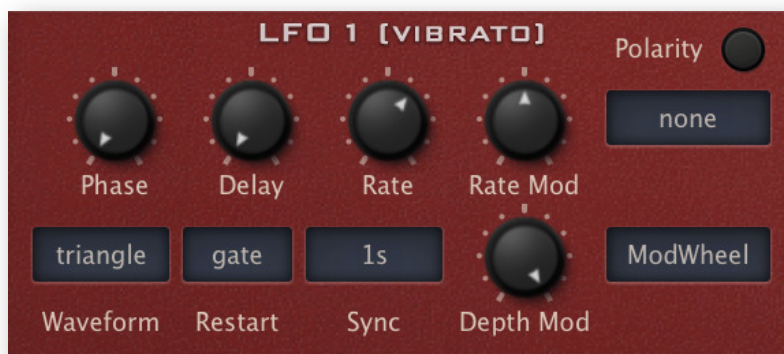 LFO 1 (VIBRATO)
Polarity
none
Phase Delay Rate Rate Mod
triangle gate 1s ModWheel
Waveform Restart Sync Depth Mod